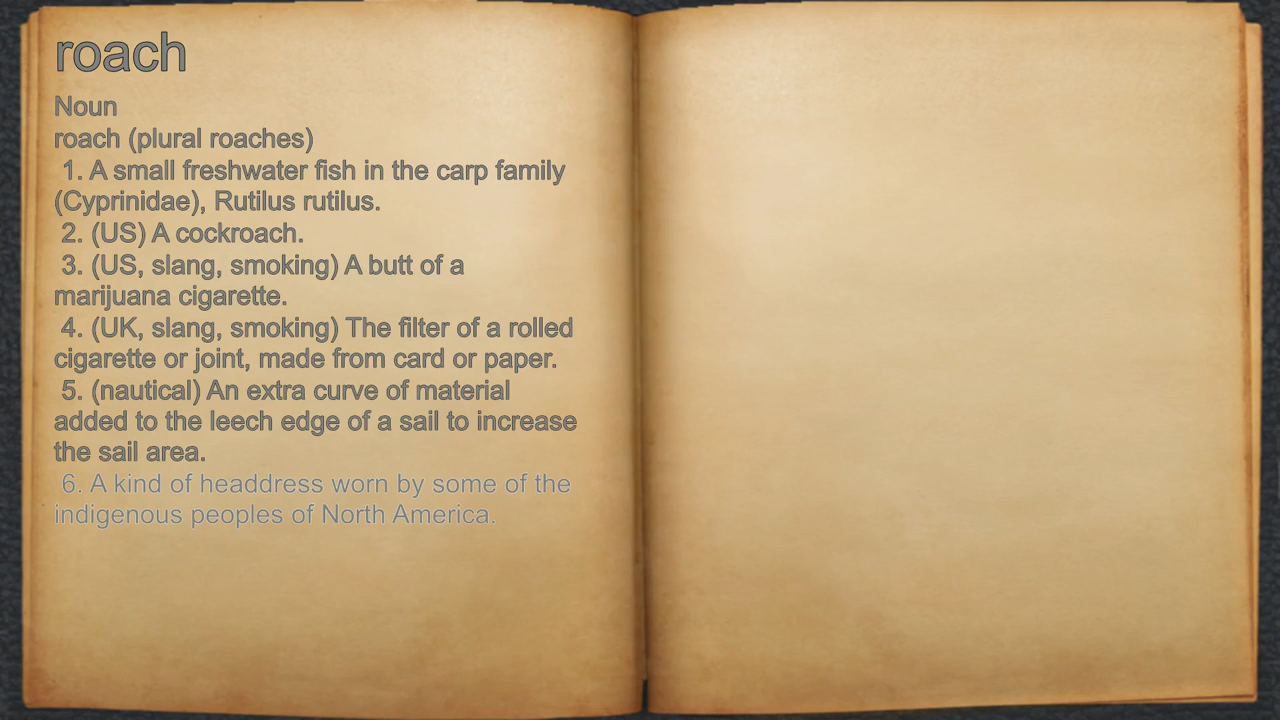 roach
Noun
roach (plural roaches)
1. A small freshwater fish in the carp family
(Cyprinidae), Rutilus rutilus.
2. (US) A cockroach.
3. (US, slang, smoking) A butt of a
marijuana cigarette.
4. (UK, slang, smoking) The filter of a rolled
cigarette or joint, made from card or paper.
5. (nautical) An extra curve of material
added to the leech edge of a sail to increase
the sail area.
6. A kind of headdress worn by some of the
indigenous peoples of North America.